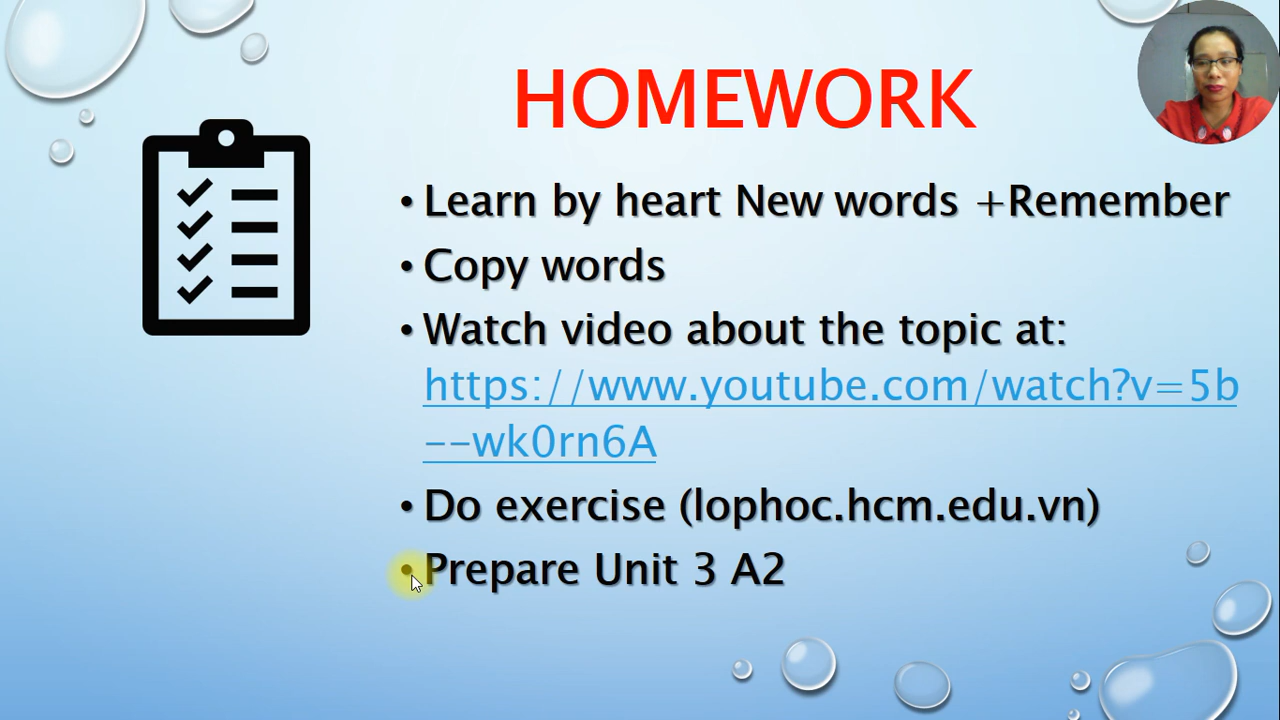 HOMEWORK
• Learn by heart New words +Remember
• Copy words
• Watch video about the topic at:
https://www.youtube.com/watch?v=5b
--wk0rn6A
• Do exercise (lophoc.hcm.edu.vn)
• Prepare Unit 3 A2